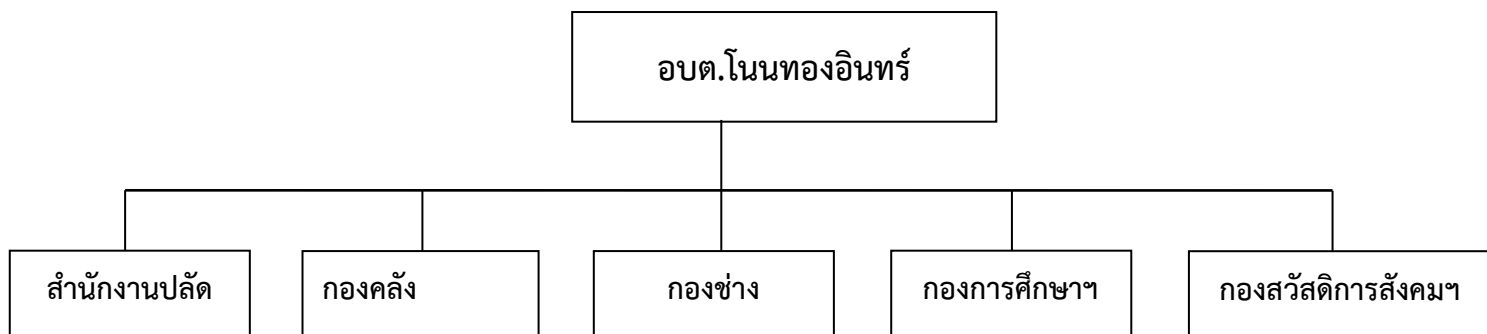 อบต.โนนทองอินทร์
สำนักงานปลัด
กองคลัง
กองช่าง
กองการศึกษาฯ
กองสวัสดิการสังคมฯ